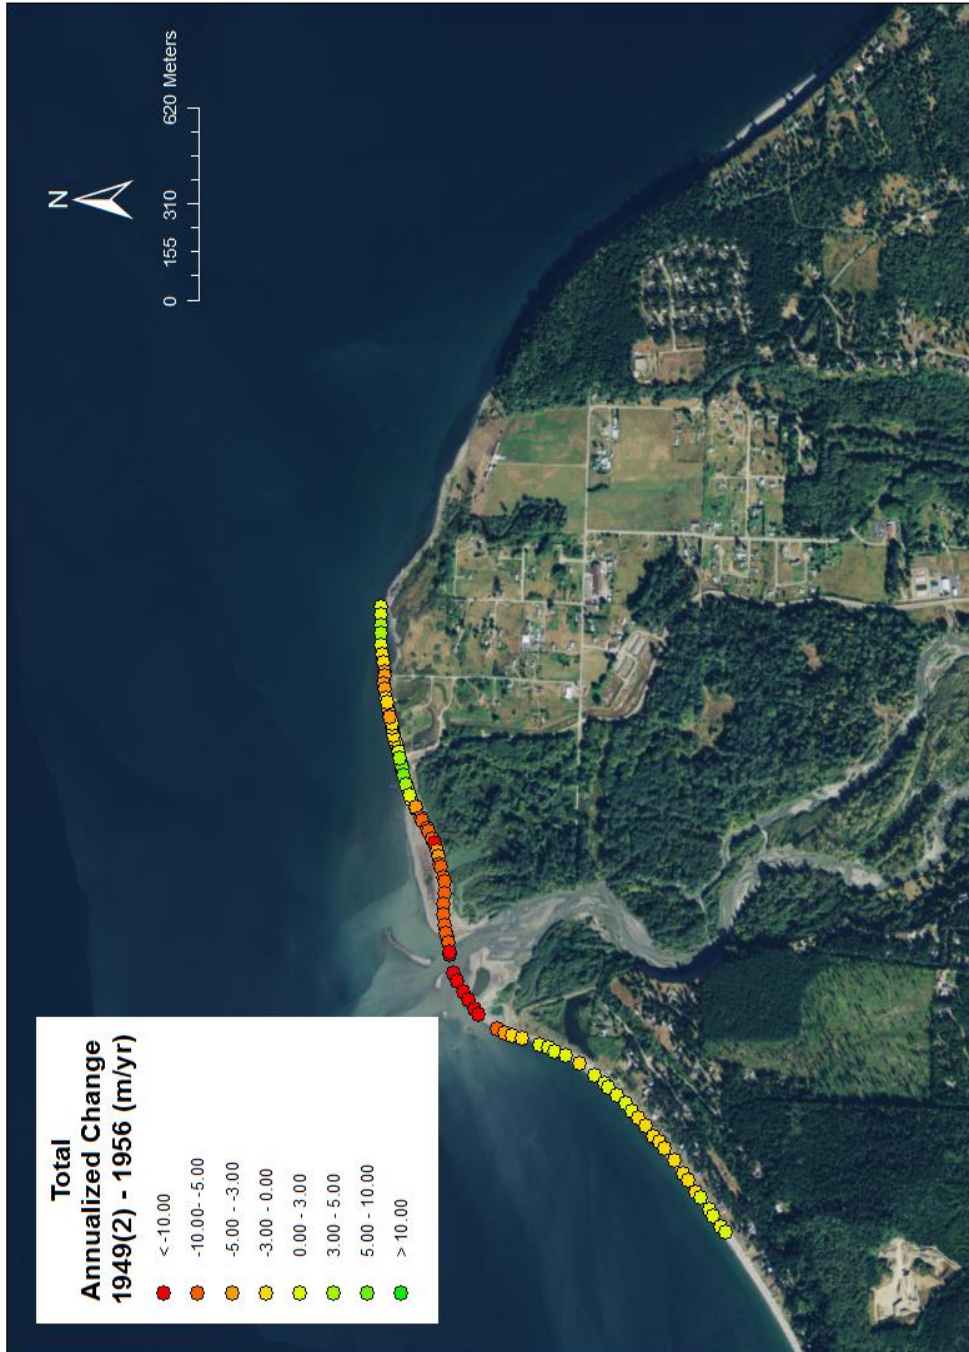 Total
Annualized Change
1949(2) - 1956 (m/yr)
< -10.00
-10.00 - -5.00
-5.00 - -3.00
-3.00 - 0.00
0.00 - 3.00
3.00 - 5.00
5.00 - 10.00
> 10.00
N
0 155 310 620 Meters